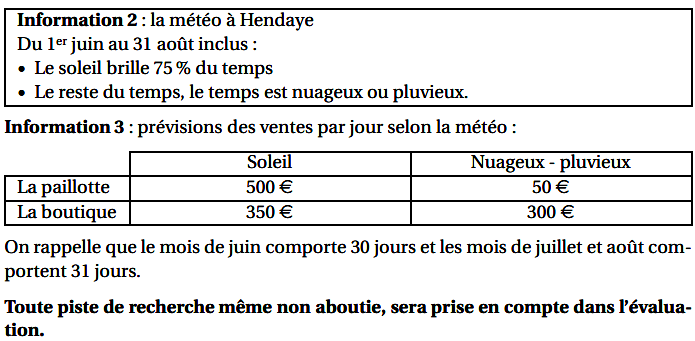 Information 2 : la météo à Hendaye
Du 1er juin au 31 août inclus :
• Le soleil brille 75 % du temps
• Le reste du temps, le temps est nuageux ou pluvieux.
Information 3 : prévisions des ventes par jour selon la météo :
Soleil Nuageux - pluvieux
La paillotte 500 € 50 €
La boutique 350 € 300 €
On rappelle que le mois de juin comporte 30 jours et les mois de juillet et août com-
portent 31 jours.
Toute piste de recherche même non aboutie, sera prise en compte dans l'évalua-
tion.